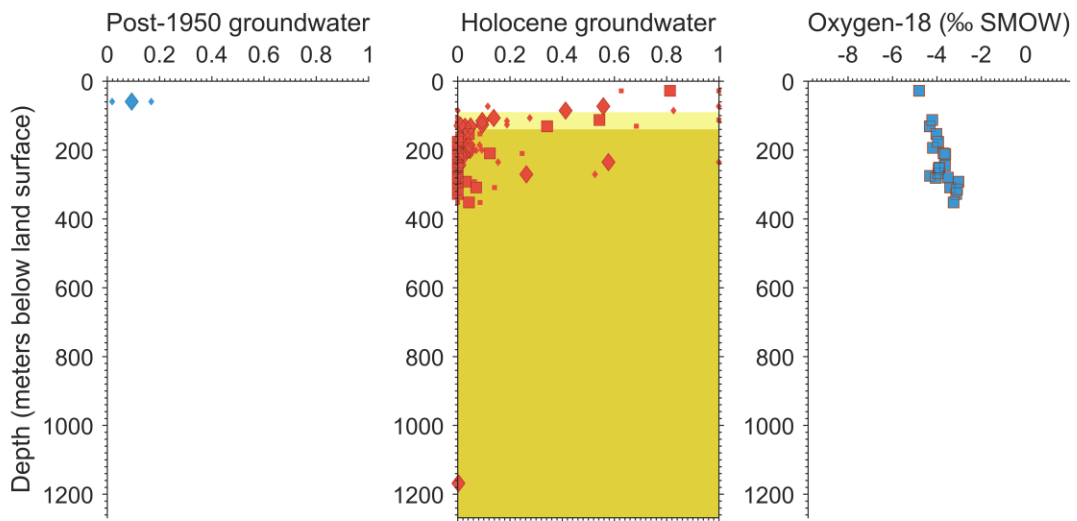 Post-1950 groundwater Holocene groundwater Oxygen-18 (‰ SMOW)
0 0.2 0.4 0.6 0.8 1 0 0.2 0.4 0.6 0.8 1 -8 -6 -4 -2 0
0 0 0
200 200 200
400 400 400
600 600 600
800 800 800
1000 1000 1000
1200 1200 1200
Depth (meters below land surface)